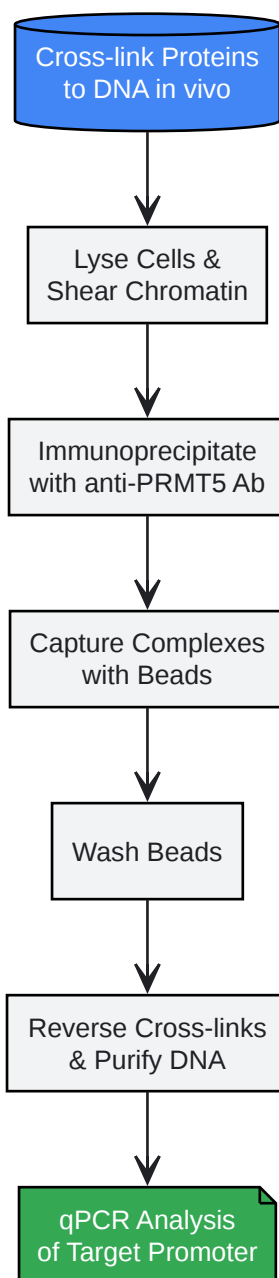 Cross-link Proteins
to DNA in vivo
Lyse Cells &
Shear Chromatin
Immunoprecipitate
with anti-PRMT5 Ab
Capture Complexes
with Beads
Wash Beads
Reverse Cross-links
& Purify DNA
qPCR Analysis
of Target Promoter